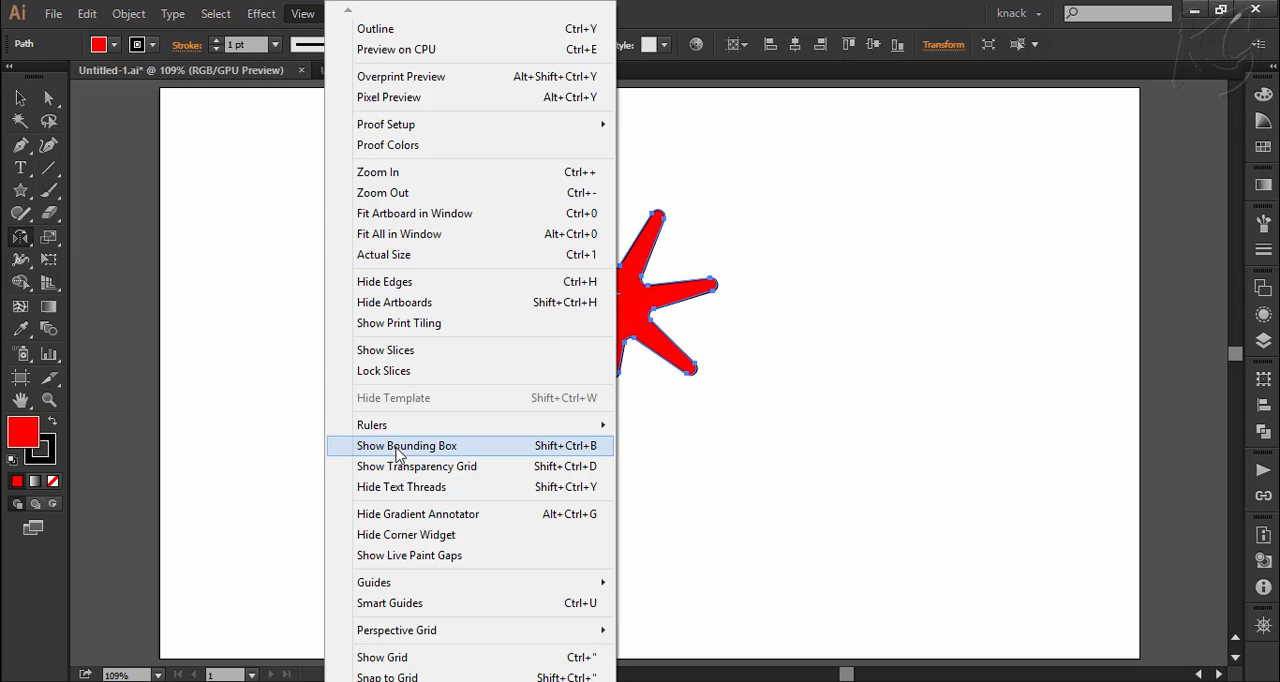 Ai File Edit Object Type Select Effect View knack
Path Stroke: 1 pt Style: Transform
Untitled-1.ai* @ 109% (RGB/GPU Preview) ×
Outline Ctrl+Y
Preview on CPU Ctrl+E
Overprint Preview Alt+Shift+Ctrl+Y
Pixel Preview Alt+Ctrl+Y
Proof Setup
Proof Colors
Zoom In Ctrl++
Zoom Out Ctrl+-
Fit Artboard in Window Ctrl+0
Fit All in Window Alt+Ctrl+0
Actual Size Ctrl+1
Hide Edges Ctrl+H
Hide Artboards Shift+Ctrl+H
Show Print Tiling
Show Slices
Lock Slices
Hide Template Shift+Ctrl+W
Rulers
Show Bounding Box Shift+Ctrl+B
Show Transparency Grid Shift+Ctrl+D
Hide Text Threads Shift+Ctrl+Y
Hide Gradient Annotator Alt+Ctrl+G
Hide Corner Widget
Show Live Paint Gaps
Guides
Smart Guides Ctrl+U
Perspective Grid
Show Grid Ctrl+"
Snap to Grid Shift+Ctrl+"
109% 1